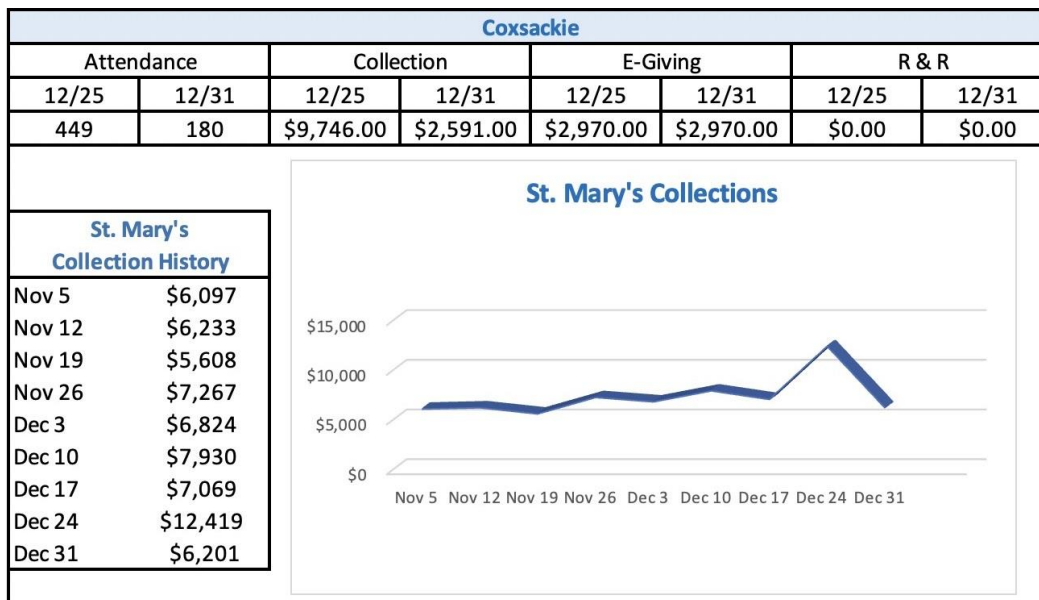 Coxsackie
Attendance Collection E-Giving R & R
12/25 12/31 12/25 12/31 12/25 12/31 12/25 12/31
449 180 $9,746.00 $2,591.00 $2,970.00 $2,970.00 $0.00 $0.00
St. Mary's
Collection History
Nov 5 $6,097
Nov 12 $6,233
Nov 19 $5,608
Nov 26 $7,267
Dec 3 $6,824
Dec 10 $7,930
Dec 17 $7,069
Dec 24 $12,419
Dec 31 $6,201
St. Mary's Collections
$15,000
$10,000
$5,000
$0
Nov 5 Nov 12 Nov 19 Nov 26 Dec 3 Dec 10 Dec 17 Dec 24 Dec 31